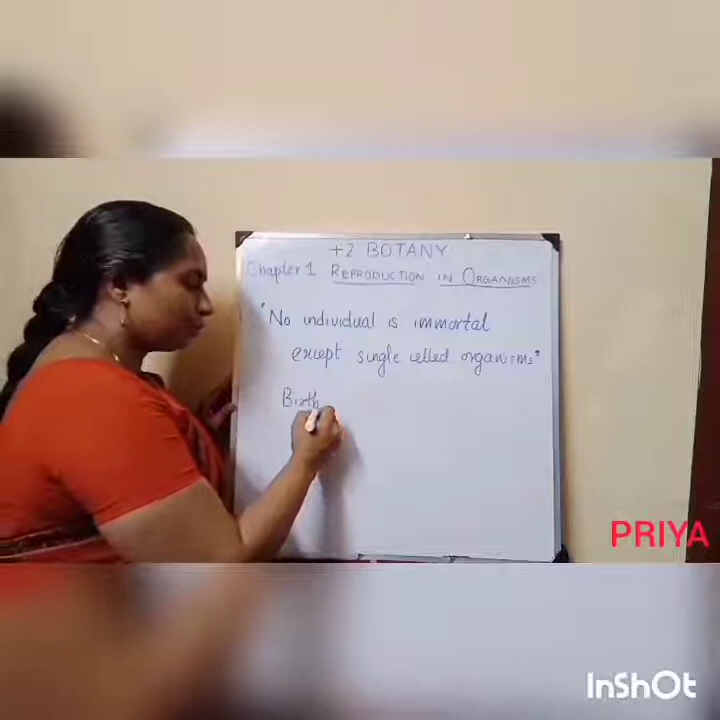 +2 BOTANY
Chapter 1 REPRODUCTION IN ORGANISMS
"No individual is immortal
except single celled organisms"
Birth
PRIYA
InShOt